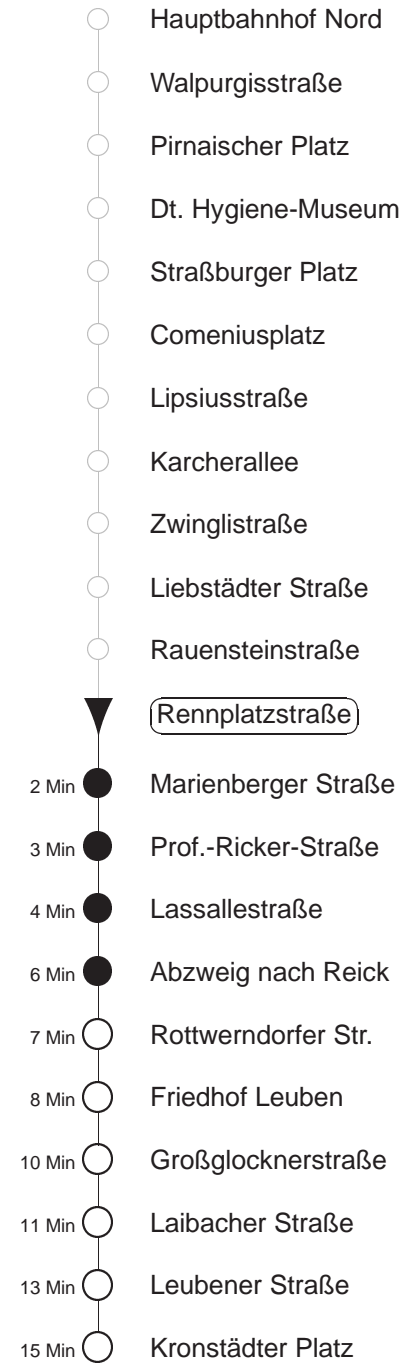 Hauptbahnhof Nord
Walpurgisstraße
Pirnaischer Platz
Dt. Hygiene-Museum
Straßburger Platz
Comeniusplatz
Lipsiusstraße
Karcherallee
Zwinglistraße
Liebstädter Straße
Rauensteinstraße
Rennplatzstraße
2 Min Marienberger Straße
3 Min Prof.-Ricker-Straße
4 Min Lassallestraße
6 Min Abzweig nach Reick
7 Min Rottwerndorfer Str.
8 Min Friedhof Leuben
10 Min Großglocknerstraße
11 Min Laibacher Straße
13 Min Leubener Straße
15 Min Kronstädter Platz